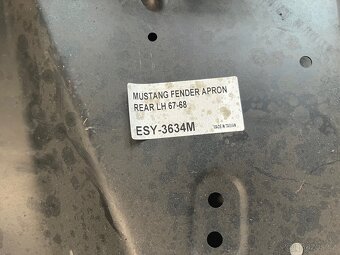 MUSTANG FENDER APRON
REAR LH 67-68
ESY-3634M
MADE IN TAIWAN